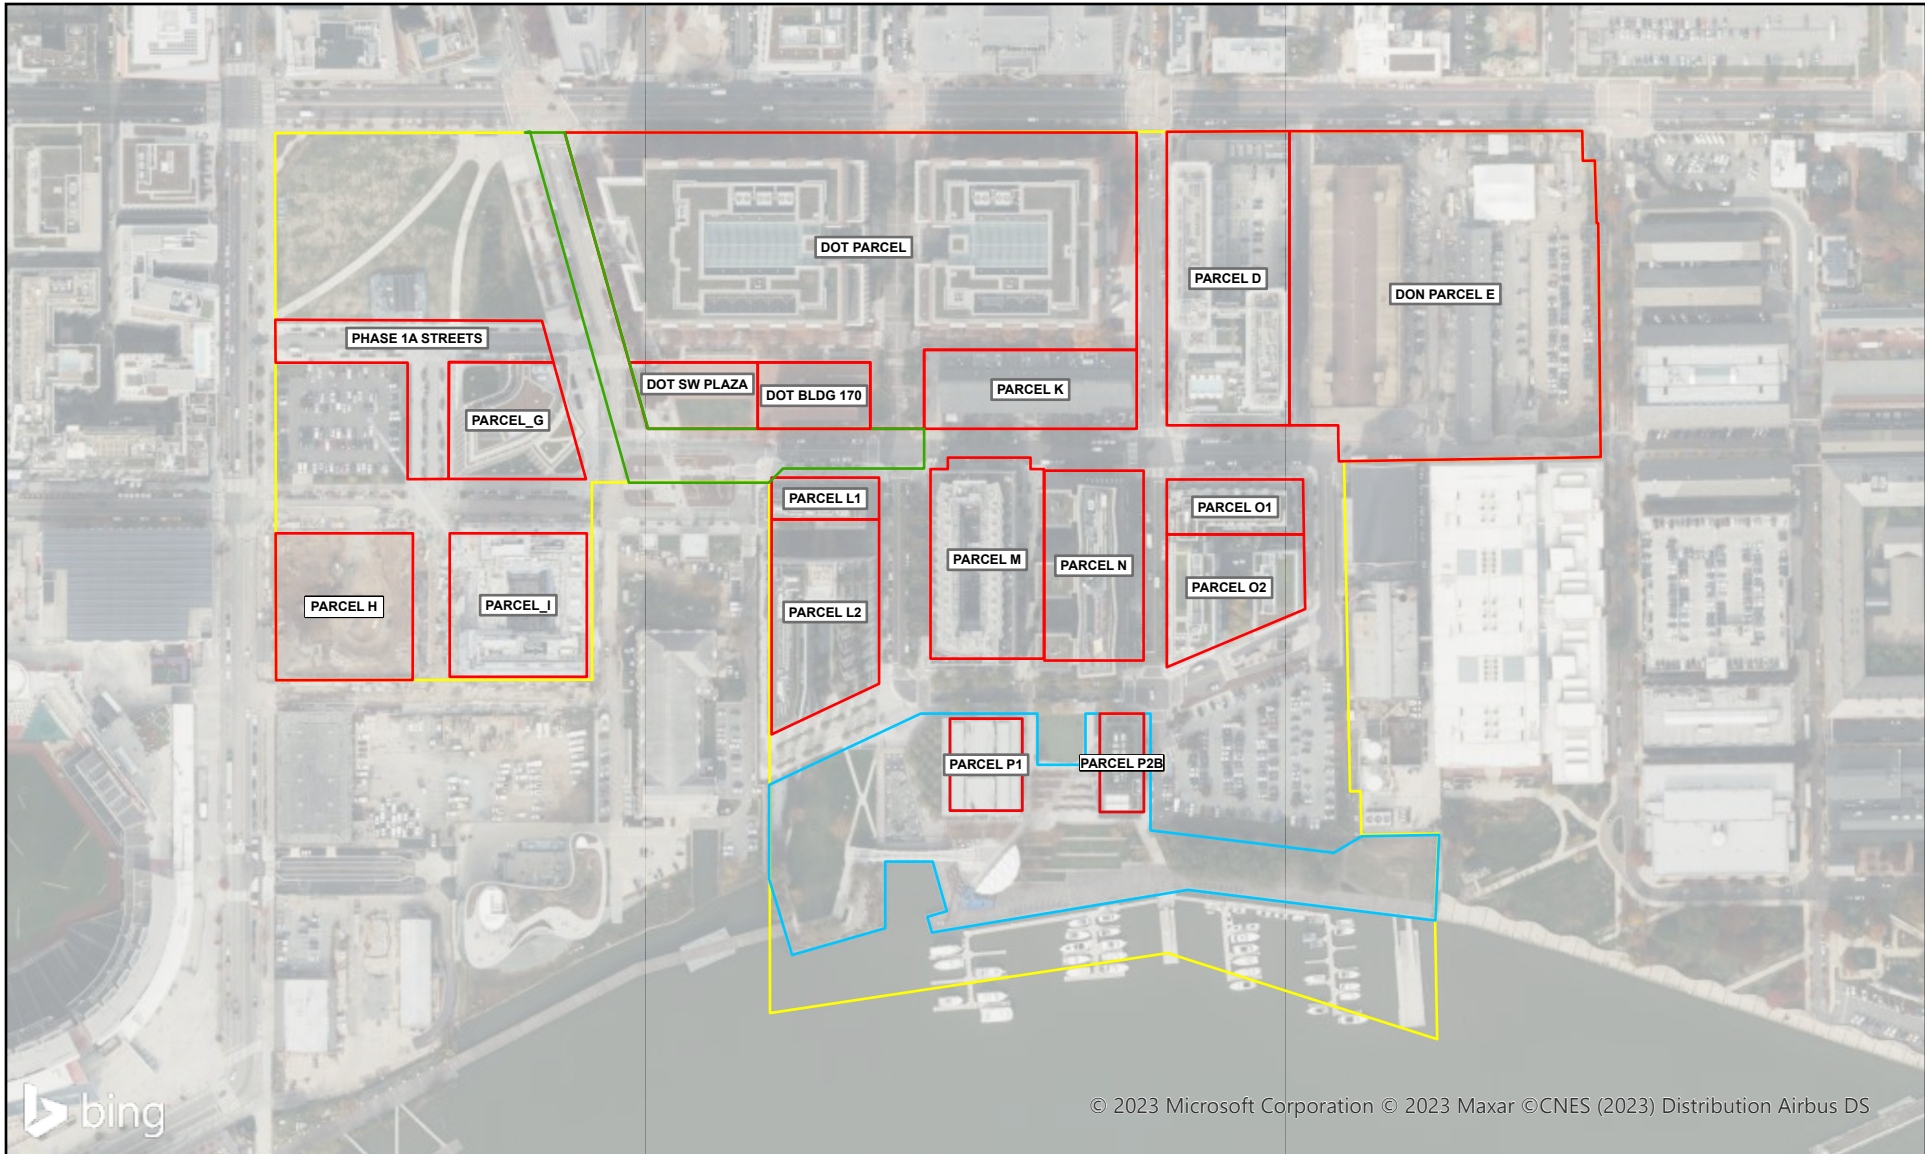 DOT PARCEL
PARCEL D
DON PARCEL E
PHASE 1A STREETS
DOT SW PLAZA
DOT BLDG 170
PARCEL K
PARCEL_G
PARCEL L1
PARCEL O1
PARCEL M
PARCEL N
PARCEL O2
PARCEL H
PARCEL_I
PARCEL L2
PARCEL P1
PARCEL P2B
bing
© 2023 Microsoft Corporation © 2023 Maxar ©CNES (2023) Distribution Airbus DS